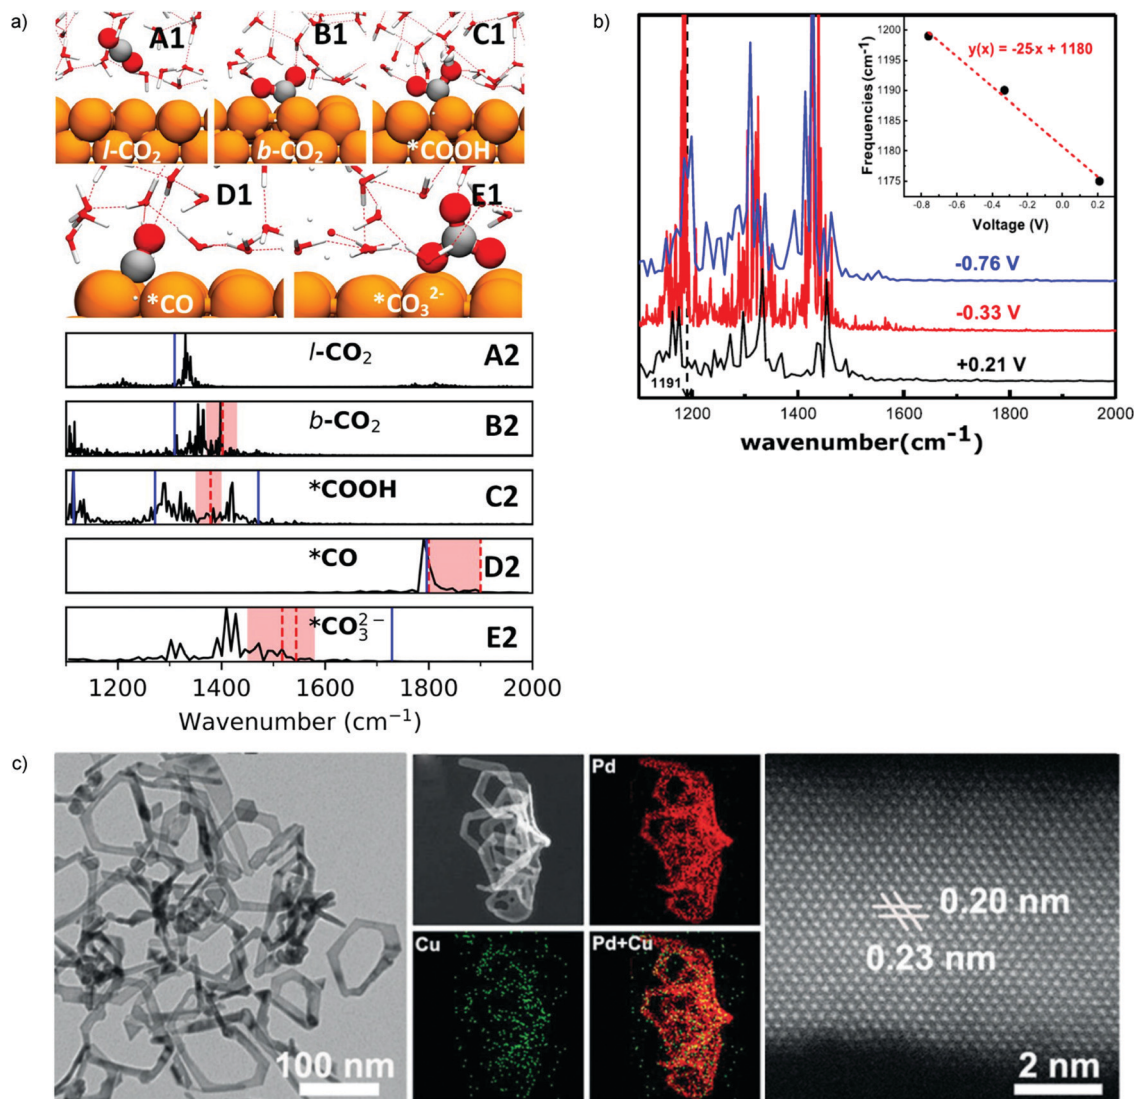 a)
A1
B1
C1
l-CO₂
b-CO₂
*COOH
D1
E1
*CO
*CO₃²⁻
l-CO₂
A2
b-CO₂
B2
*COOH
C2
*CO
D2
*CO₃²⁻
E2
1200 1400 1600 1800 2000
Wavenumber (cm⁻¹)
b)
1200
1195
1190
1185
1180
1175
Frequencies (cm⁻¹)
y(x) = -25x + 1180
-0.8 -0.6 -0.4 -0.2 0.0 0.2
Voltage (V)
-0.76 V
-0.33 V
+0.21 V
1191
1200 1400 1600 1800 2000
wavenumber(cm⁻¹)
c)
100 nm
Pd
Cu
Pd+Cu
0.20 nm
0.23 nm
2 nm